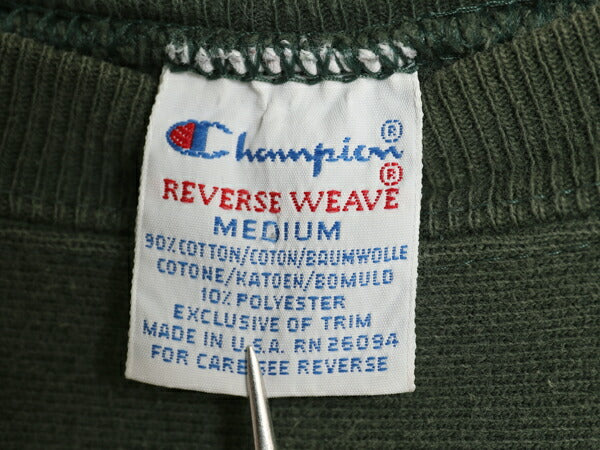 Champion®
REVERSE WEAVE®
MEDIUM
90% COTTON/COTON/BAUMWOLLE
COTONE/KATOEN/BOMULD
10% POLYESTER
EXCLUSIVE OF TRIM
MADE IN U.S.A. RN 26094
FOR CARE SEE REVERSE